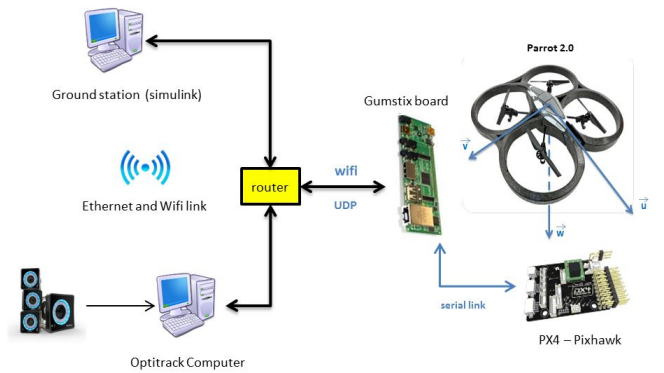 Parrot 2.0
Ground station (simulink)
Gumstix board
v
wifi
router
UDP
u
Ethernet and Wifi link
w
serial link
px4
PX4 – Pixhawk
Optitrack Computer